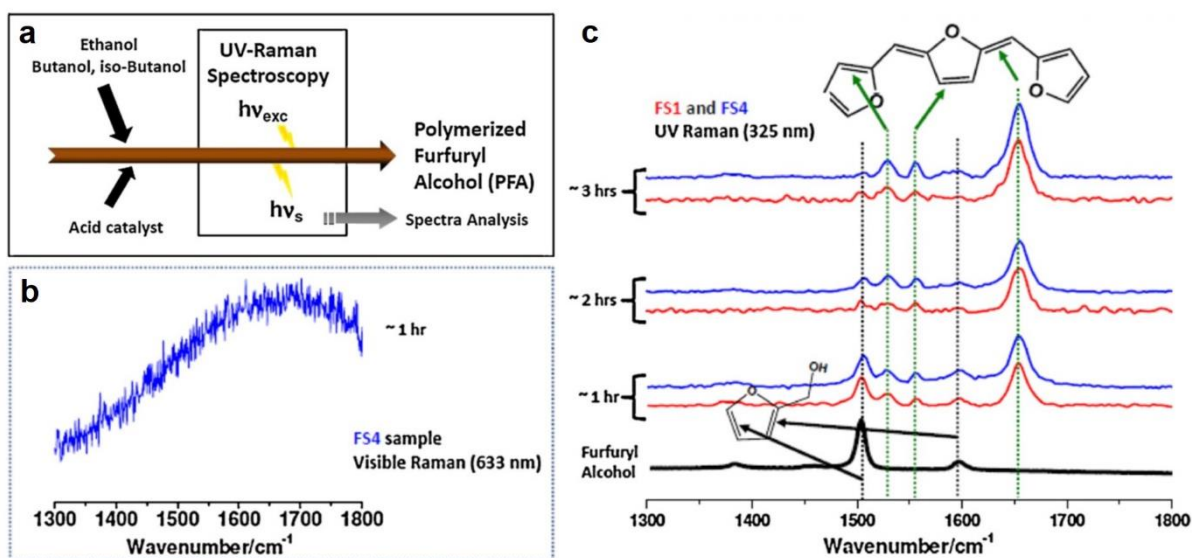 a
Ethanol
Butanol, iso-Butanol
UV-Raman
Spectroscopy
hνexc
Polymerized
Furfuryl
Alcohol (PFA)
Acid catalyst
hνs
Spectra Analysis
b
~ 1 hr
FS4 sample
Visible Raman (633 nm)
1300 1400 1500 1600 1700 1800
Wavenumber/cm-1
c
O
O
O
FS1 and FS4
UV Raman (325 nm)
~ 3 hrs
~ 2 hrs
~ 1 hr
OH
O
Furfuryl
Alcohol
1300 1400 1500 1600 1700 1800
Wavenumber/cm-1